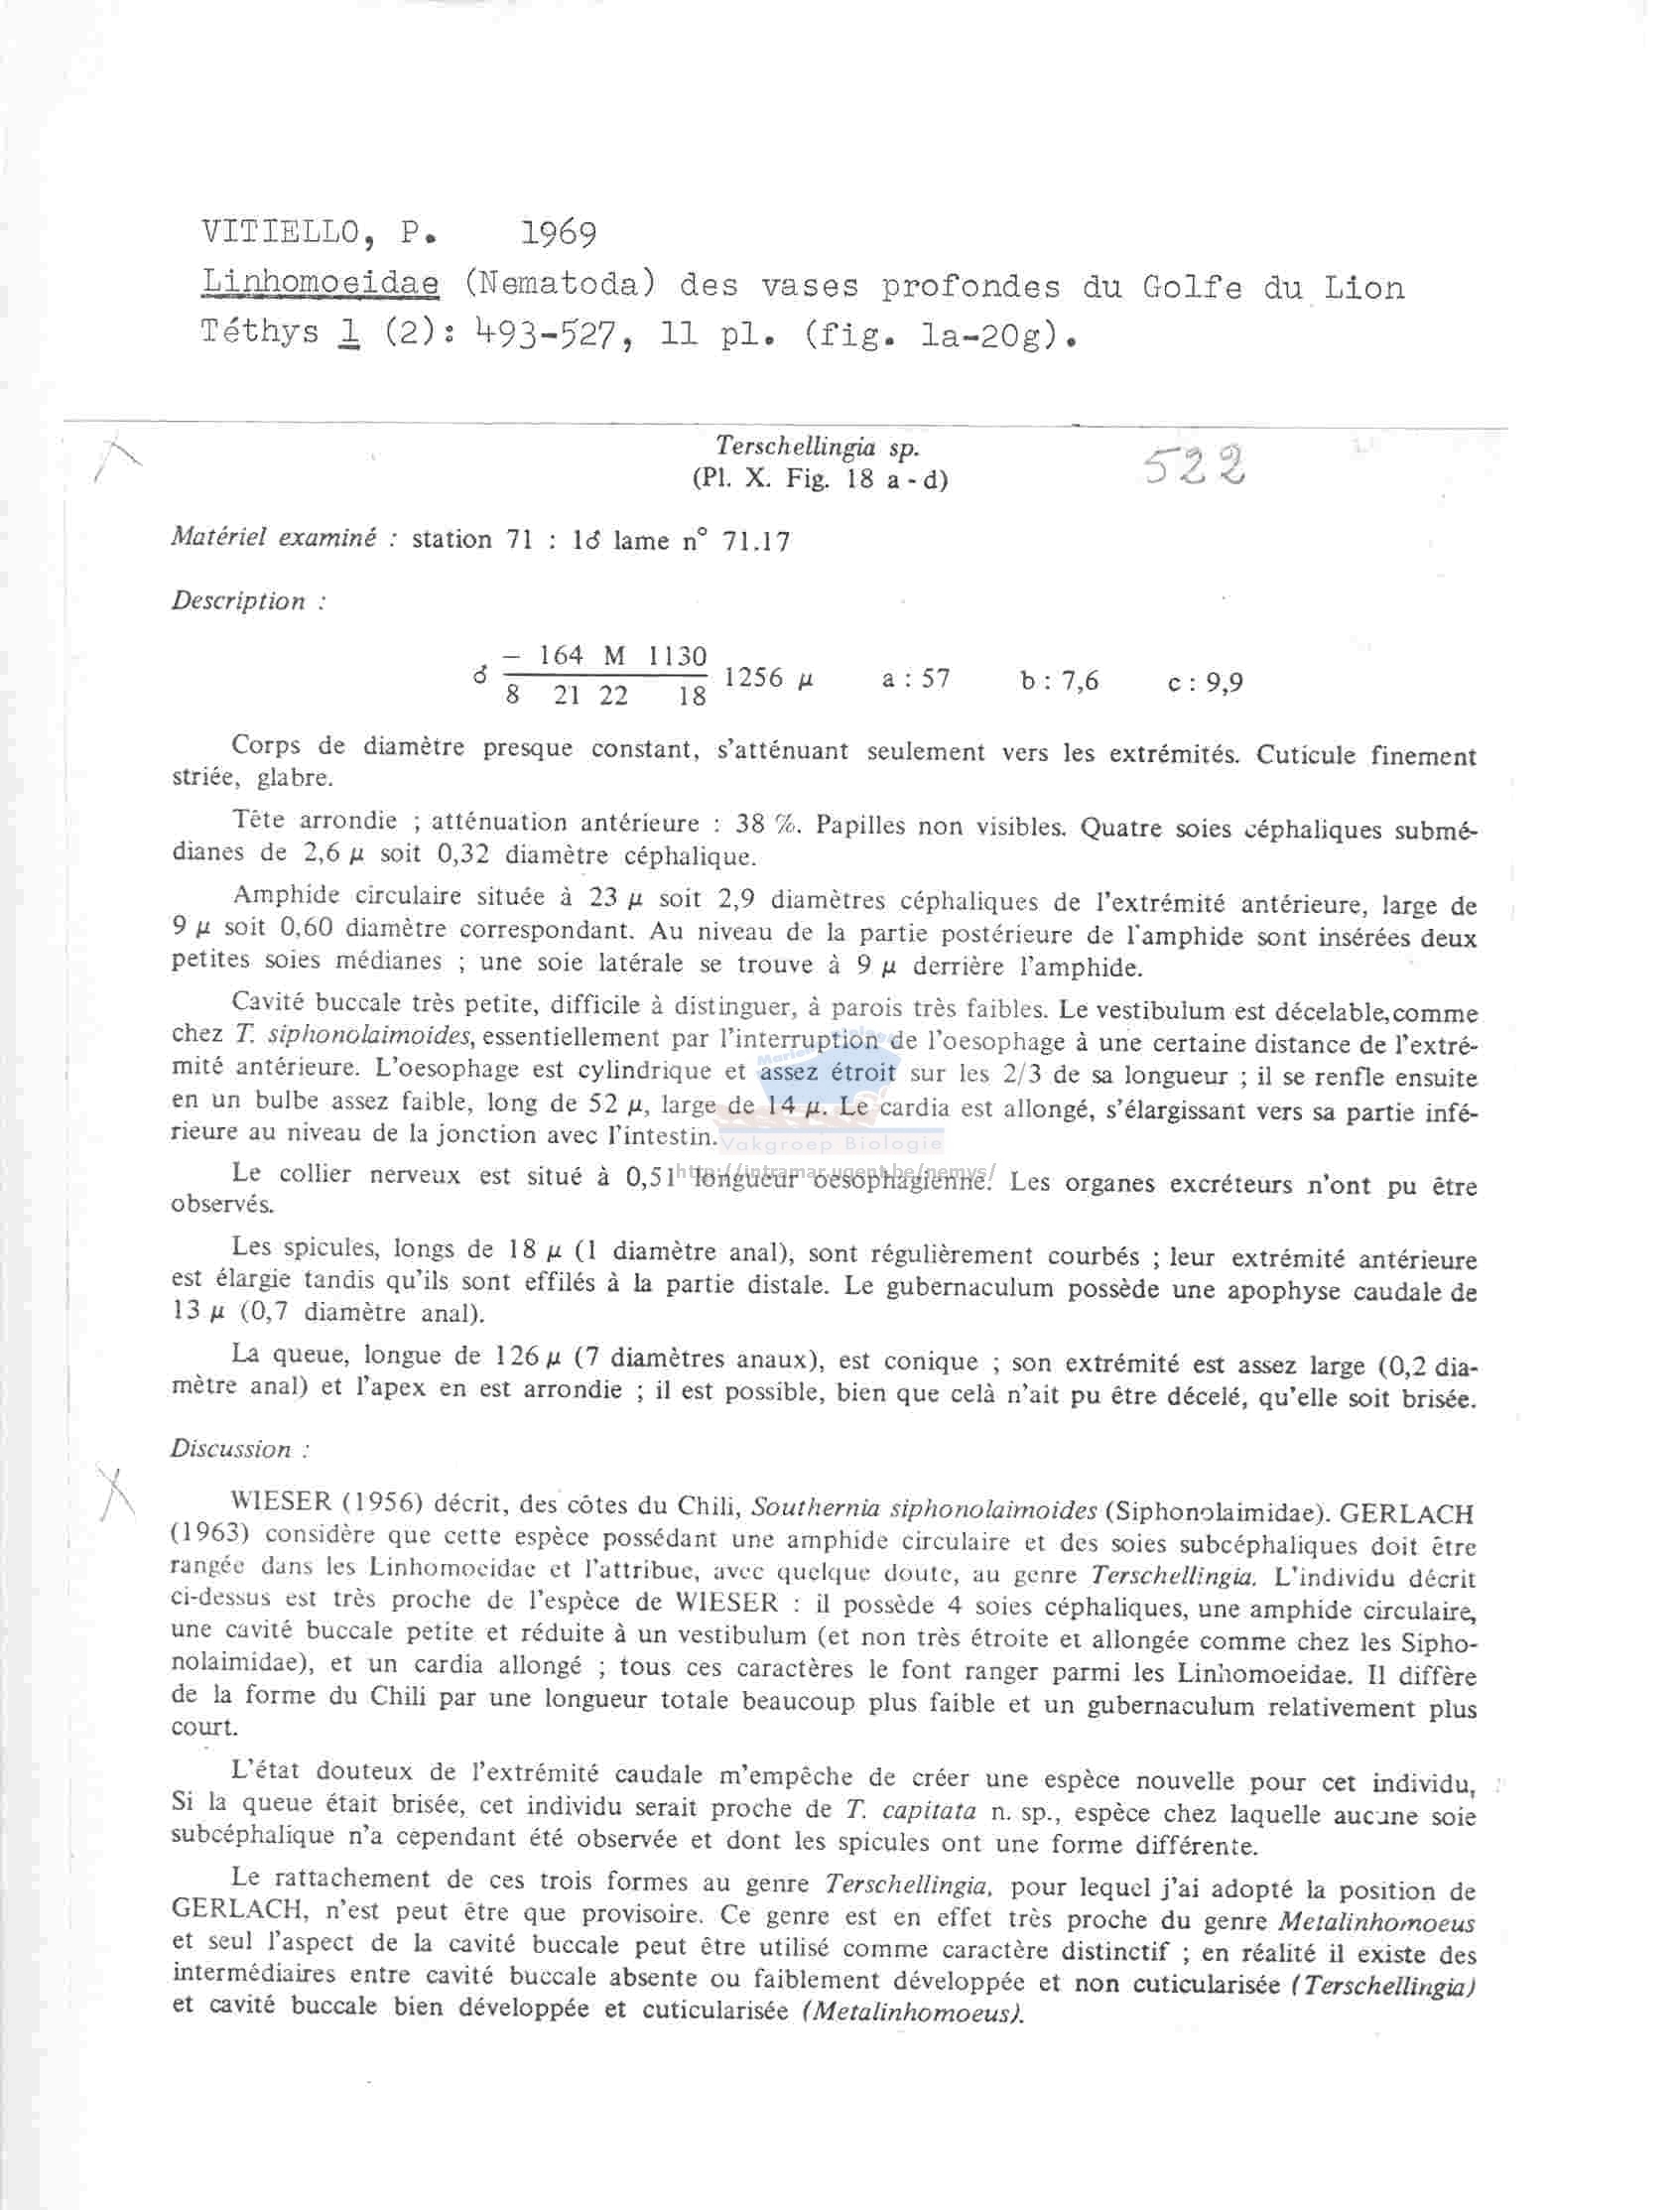 VITIELLO, P. 1969
Linhomoeidae (Nematoda) des vases profondes du Golfe du Lion
Téthys 1 (2): 493-527, 11 pl. (fig. 1a-20g).
Terschellingia sp.
522
(Pl. X. Fig. 18 a - d)
Matériel examiné : station 71 : 1♂ lame n° 71.17
Description :
♂ — 164 M 1130
8 21 22 18 1256 µ a : 57 b : 7,6 c : 9,9
Corps de diamètre presque constant, s'atténuant seulement vers les extrémités. Cuticule finement
striée, glabre.
Tête arrondie ; atténuation antérieure : 38 %. Papilles non visibles. Quatre soies céphaliques submé-
dianes de 2,6 µ soit 0,32 diamètre céphalique.
Amphide circulaire située à 23 µ soit 2,9 diamètres céphaliques de l'extrémité antérieure, large de
9 µ soit 0,60 diamètre correspondant. Au niveau de la partie postérieure de l'amphide sont insérées deux
petites soies médianes ; une soie latérale se trouve à 9 µ derrière l'amphide.
Cavité buccale très petite, difficile à distinguer, à parois très faibles. Le vestibulum est décelable,comme
chez T. siphonolaimoides, essentiellement par l'interruption de l'oesophage à une certaine distance de l'extré-
mité antérieure. L'oesophage est cylindrique et assez étroit sur les 2/3 de sa longueur ; il se renfle ensuite
en un bulbe assez faible, long de 52 µ, large de 14 µ. Le cardia est allongé, s'élargissant vers sa partie infé-
rieure au niveau de la jonction avec l'intestin.
Vakgroep Biologie
http://intramar.ugent.be/nemys/
Le collier nerveux est situé à 0,51 longueur oesophagienne. Les organes excréteurs n'ont pu être
observés.
Les spicules, longs de 18 µ (1 diamètre anal), sont régulièrement courbés ; leur extrémité antérieure
est élargie tandis qu'ils sont effilés à la partie distale. Le gubernaculum possède une apophyse caudale de
13 µ (0,7 diamètre anal).
La queue, longue de 126 µ (7 diamètres anaux), est conique ; son extrémité est assez large (0,2 dia-
mètre anal) et l'apex en est arrondie ; il est possible, bien que celà n'ait pu être décelé, qu'elle soit brisée.
Discussion :
WIESER (1956) décrit, des côtes du Chili, Southernia siphonolaimoides (Siphonolaimidae). GERLACH
(1963) considère que cette espèce possédant une amphide circulaire et des soies subcéphaliques doit être
rangée dans les Linhomoeidae et l'attribue, avec quelque doute, au genre Terschellingia. L'individu décrit
ci-dessus est très proche de l'espèce de WIESER : il possède 4 soies céphaliques, une amphide circulaire,
une cavité buccale petite et réduite à un vestibulum (et non très étroite et allongée comme chez les Sipho-
nolaimidae), et un cardia allongé ; tous ces caractères le font ranger parmi les Linhomoeidae. Il diffère
de la forme du Chili par une longueur totale beaucoup plus faible et un gubernaculum relativement plus
court.
L'état douteux de l'extrémité caudale m'empêche de créer une espèce nouvelle pour cet individu,
Si la queue était brisée, cet individu serait proche de T. capitata n. sp., espèce chez laquelle aucune soie
subcéphalique n'a cependant été observée et dont les spicules ont une forme différente.
Le rattachement de ces trois formes au genre Terschellingia, pour lequel j'ai adopté la position de
GERLACH, n'est peut être que provisoire. Ce genre est en effet très proche du genre Metalinhomoeus
et seul l'aspect de la cavité buccale peut être utilisé comme caractère distinctif ; en réalité il existe des
intermédiaires entre cavité buccale absente ou faiblement développée et non cuticularisée (Terschellingia)
et cavité buccale bien développée et cuticularisée (Metalinhomoeus).